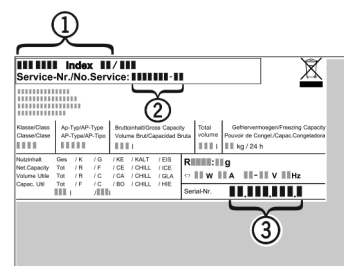 1
Index /
Service-Nr./No.Service: -
2
Klasse/Class
Classe/Clase
Ap-Typ/AP-Type
AP-Type/AP-Tipo
Bruttoinhalt/Gross Capacity
Volume Brut/Capacidad Bruta
l
Total
volume
l
Gefriervermoegen/Freezing Capacity
Pouvoir de Congel./Capac.Congeladora
kg / 24 h
Nutzinhalt Ges / K / G / KE / KALT / EIS
Net.Capacity Tot / R / F / CE / CHILL / ICE
Volume Utile Tot / R / C / CA / CHILL / GLA
Capac. Util Tot / F / C / BO / CHILL / HIE
l / l
R : g
W A - V Hz
Serial-Nr. , , ,
3